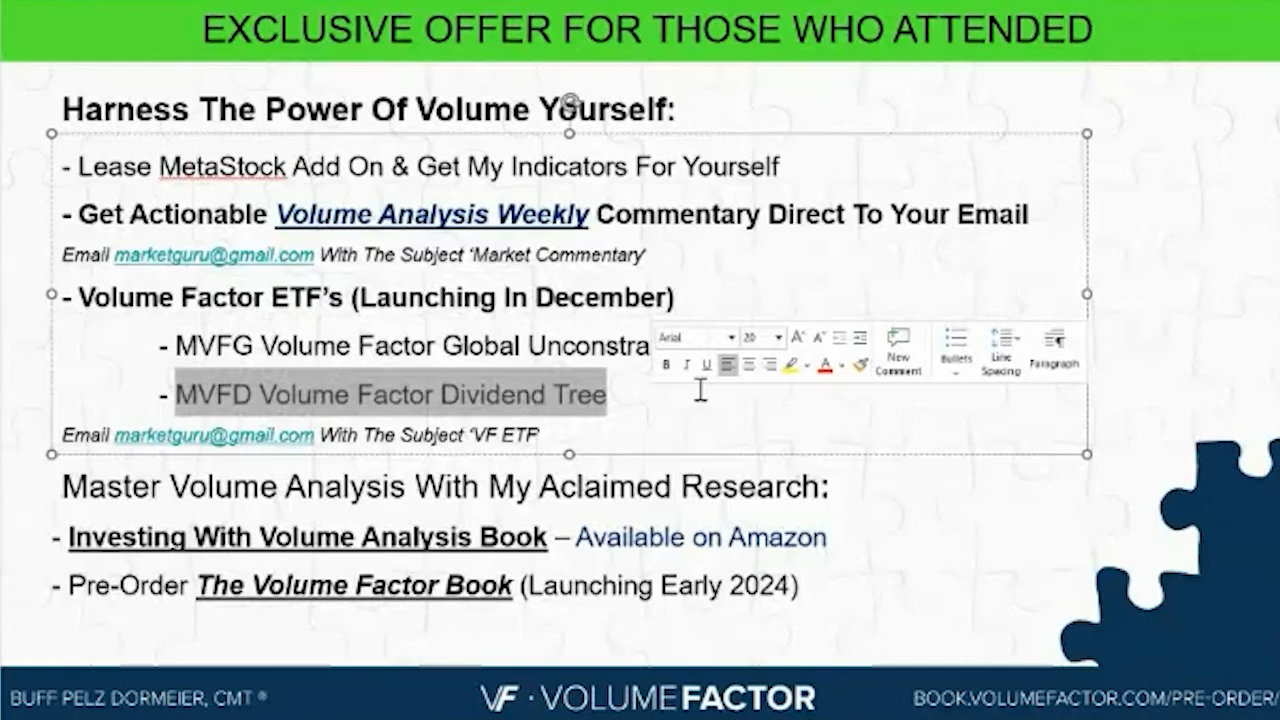 EXCLUSIVE OFFER FOR THOSE WHO ATTENDED
Harness The Power Of Volume Yourself:
- Lease MetaStock Add On & Get My Indicators For Yourself
- Get Actionable Volume Analysis Weekly Commentary Direct To Your Email
Email marketguru@gmail.com With The Subject 'Market Commentary'
- Volume Factor ETF's (Launching In December)
- MVFG Volume Factor Global Unconstra
Arial 20 A A
B I U A New Comment Bullets Line Spacing Paragraph
- MVFD Volume Factor Dividend Tree
Email marketguru@gmail.com With The Subject 'VF ETF'
Master Volume Analysis With My Aclaimed Research:
- Investing With Volume Analysis Book – Available on Amazon
- Pre-Order The Volume Factor Book (Launching Early 2024)
BUFF PELZ DORMEIER, CMT ®
VF · VOLUMEFACTOR
BOOK.VOLUMEFACTOR.COM/PRE-ORDER/